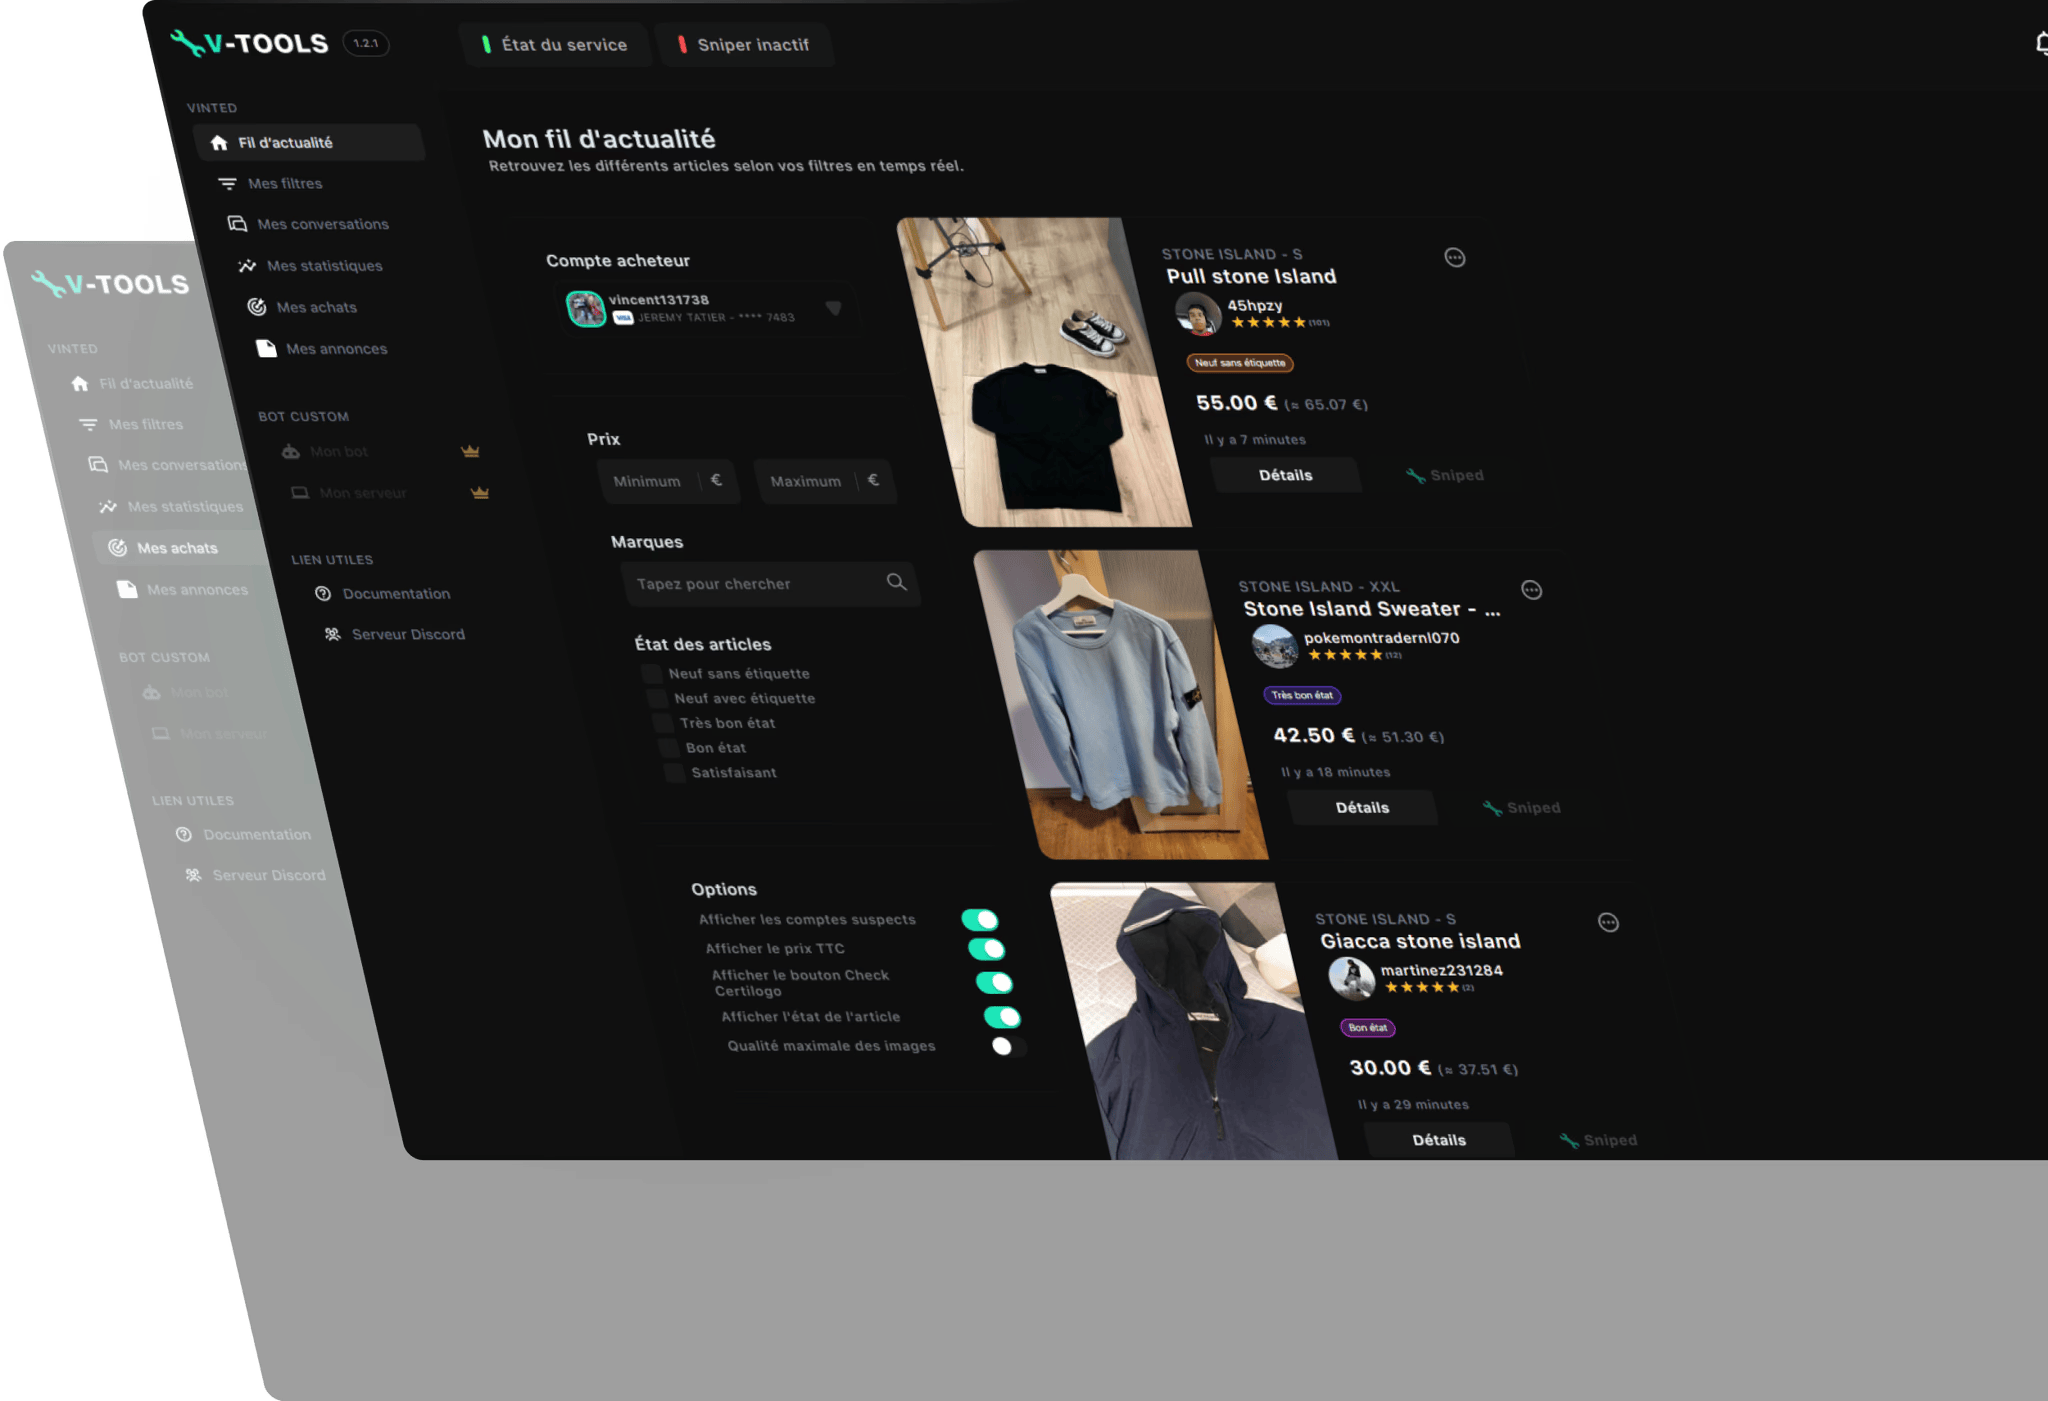 V-TOOLS
1.2.1
État du service
Sniper inactif
VINTED
Fil d'actualité
Mes filtres
Mes conversations
Mes statistiques
Mes achats
Mes annonces
BOT CUSTOM
Mon bot
Mon serveur
LIEN UTILES
Documentation
Serveur Discord
Mon fil d'actualité
Retrouvez les différents articles selon vos filtres en temps réel.
Compte acheteur
vincent131738
VISA JEREMY TATIER - **** 7483
Prix
Minimum €
Maximum €
Marques
Tapez pour chercher
État des articles
Neuf sans étiquette
Neuf avec étiquette
Très bon état
Bon état
Satisfaisant
Options
Afficher les comptes suspects
Afficher le prix TTC
Afficher le bouton Check
Certilogo
Afficher l'état de l'article
Qualité maximale des images
STONE ISLAND - S
Pull stone Island
45hpzy
(101)
Neuf sans étiquette
55.00 € (≈ 65.07 €)
Il y a 7 minutes
Détails
Sniped
STONE ISLAND - XXL
Stone Island Sweater - ...
pokemontradernl070
(12)
Très bon état
42.50 € (≈ 51.30 €)
Il y a 18 minutes
Détails
Sniped
STONE ISLAND - S
Giacca stone island
martinez231284
(2)
Bon état
30.00 € (≈ 37.51 €)
Il y a 29 minutes
Détails
Sniped
V-TOOLS
VINTED
Fil d'actualité
Mes filtres
Mes conversations
Mes statistiques
Mes achats
Mes annonces
BOT CUSTOM
Mon bot
Mon serveur
LIEN UTILES
Documentation
Serveur Discord